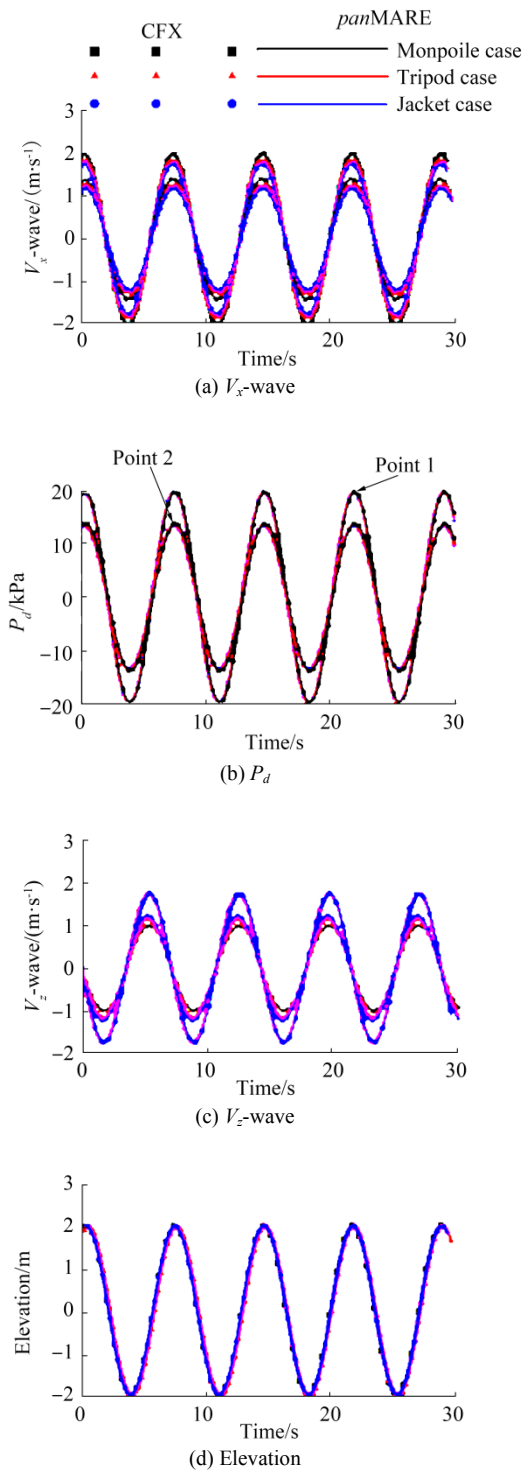 CFX panMARE
Monpoile case
Tripod case
Jacket case
3
2
1
0
−1
−2
Vx-wave/(m·s-1)
0 10 20 30
Time/s
(a) Vx-wave
Point 2 Point 1
20
10
0
−10
−20
Pd/kPa
0 10 20 30
Time/s
(b) Pd
3
2
1
0
−1
−2
Vz-wave/(m·s-1)
0 10 20 30
Time/s
(c) Vz-wave
3
2
1
0
−1
−2
Elevation/m
0 10 20 30
Time/s
(d) Elevation